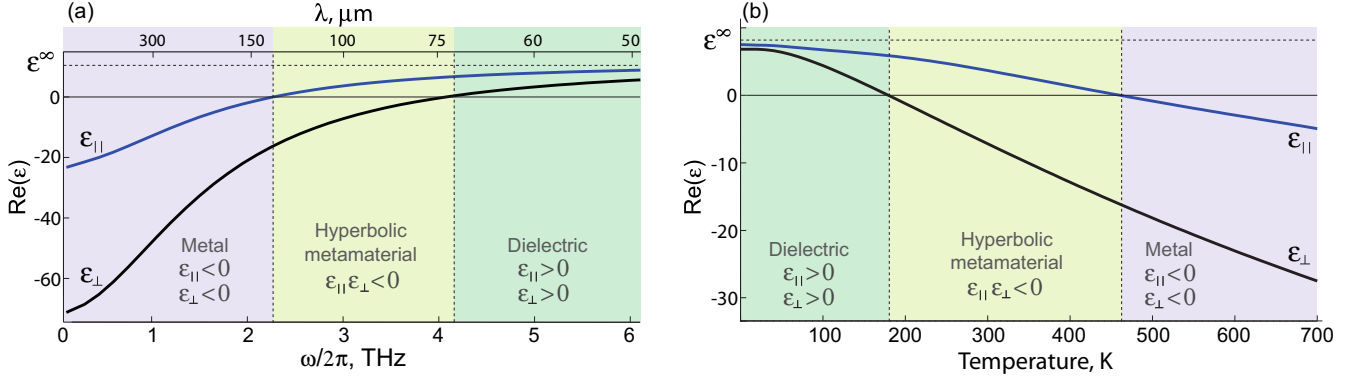 (a)
λ, μm
300 150 100 75 60 50
ε∞
0
-20
-40
-60
Re(ε)
ε||
ε⊥
Metal
ε||<0
ε⊥<0
Hyperbolic
metamaterial
ε||ε⊥<0
Dielectric
ε||>0
ε⊥>0
0 1 2 3 4 5 6
ω/2π, THz
(b)
ε∞
0
-10
-20
-30
Re(ε)
ε||
ε⊥
Dielectric
ε||>0
ε⊥>0
Hyperbolic
metamaterial
ε||ε⊥<0
Metal
ε||<0
ε⊥<0
100 200 300 400 500 600 700
Temperature, K